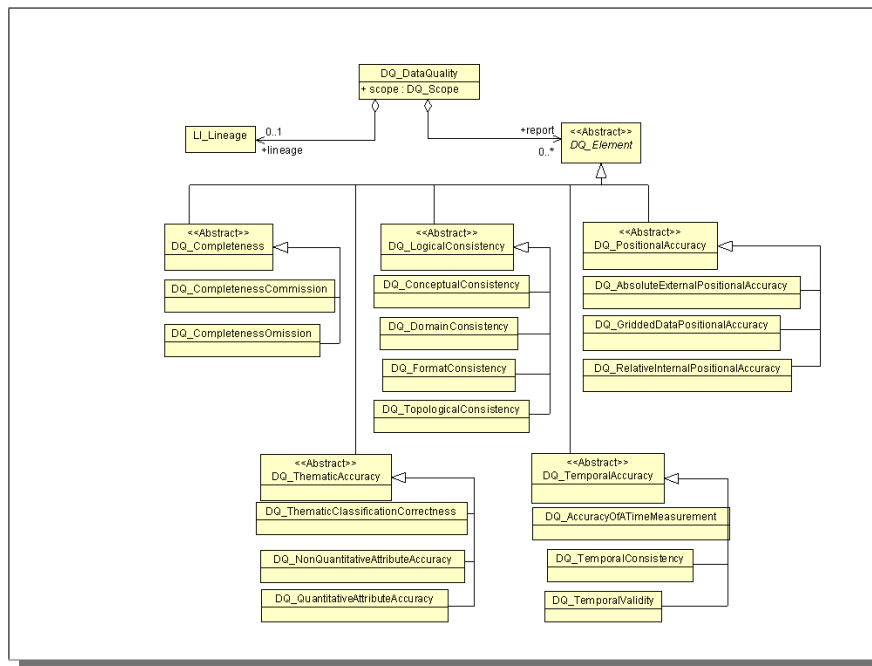 DQ_DataQuality
+ scope : DQ_Scope
LI_Lineage
0..1
+lineage
+report
0..*
<<Abstract>>
DQ_Element
<<Abstract>>
DQ_Completeness
DQ_CompletenessCommission
DQ_CompletenessOmission
<<Abstract>>
DQ_LogicalConsistency
DQ_ConceptualConsistency
DQ_DomainConsistency
DQ_FormatConsistency
DQ_TopologicalConsistency
<<Abstract>>
DQ_PositionalAccuracy
DQ_AbsoluteExternalPositionalAccuracy
DQ_GriddedDataPositionalAccuracy
DQ_RelativeInternalPositionalAccuracy
<<Abstract>>
DQ_ThematicAccuracy
DQ_ThematicClassificationCorrectness
DQ_NonQuantitativeAttributeAccuracy
DQ_QuantitativeAttributeAccuracy
<<Abstract>>
DQ_TemporalAccuracy
DQ_AccuracyOfATimeMeasurement
DQ_TemporalConsistency
DQ_TemporalValidity